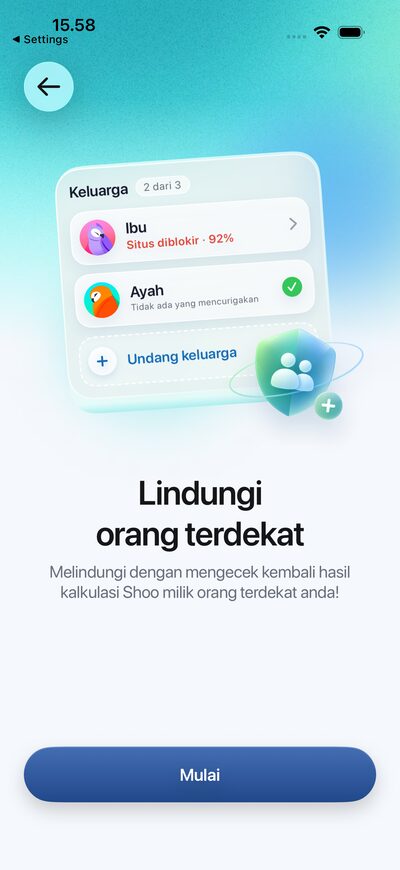 15.58
◀ Settings
Keluarga 2 dari 3
Ibu
Situs diblokir · 92%
Ayah
Tidak ada yang mencurigakan
Undang keluarga
Lindungi
orang terdekat
Melindungi dengan mengecek kembali hasil
kalkulasi Shoo milik orang terdekat anda!
Mulai